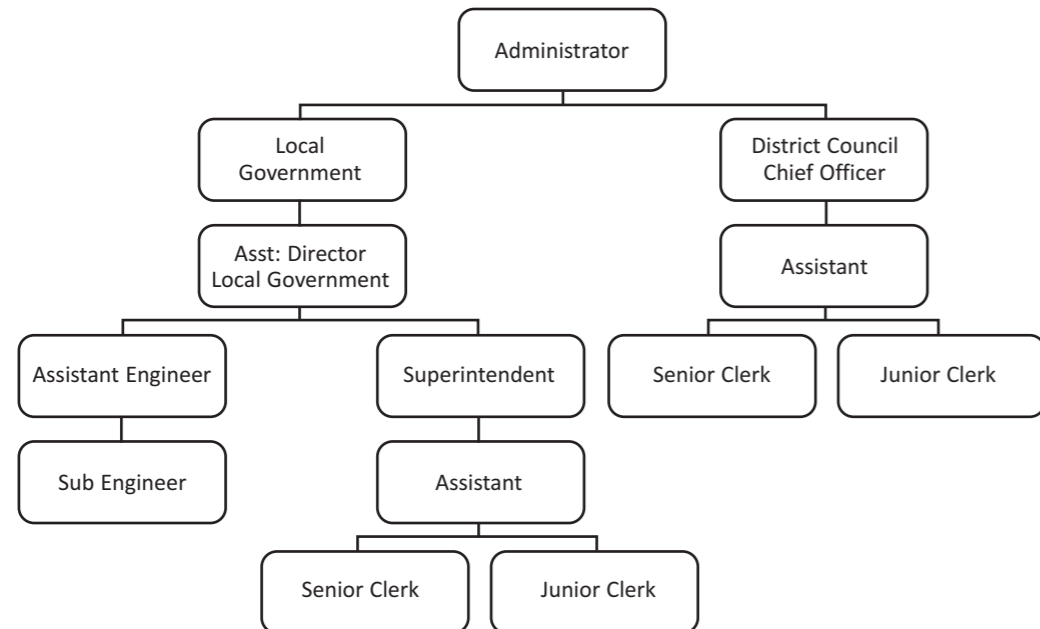 Administrator
Local
Government
District Council
Chief Officer
Asst: Director
Local Government
Assistant
Assistant Engineer
Superintendent
Senior Clerk
Junior Clerk
Sub Engineer
Assistant
Senior Clerk
Junior Clerk